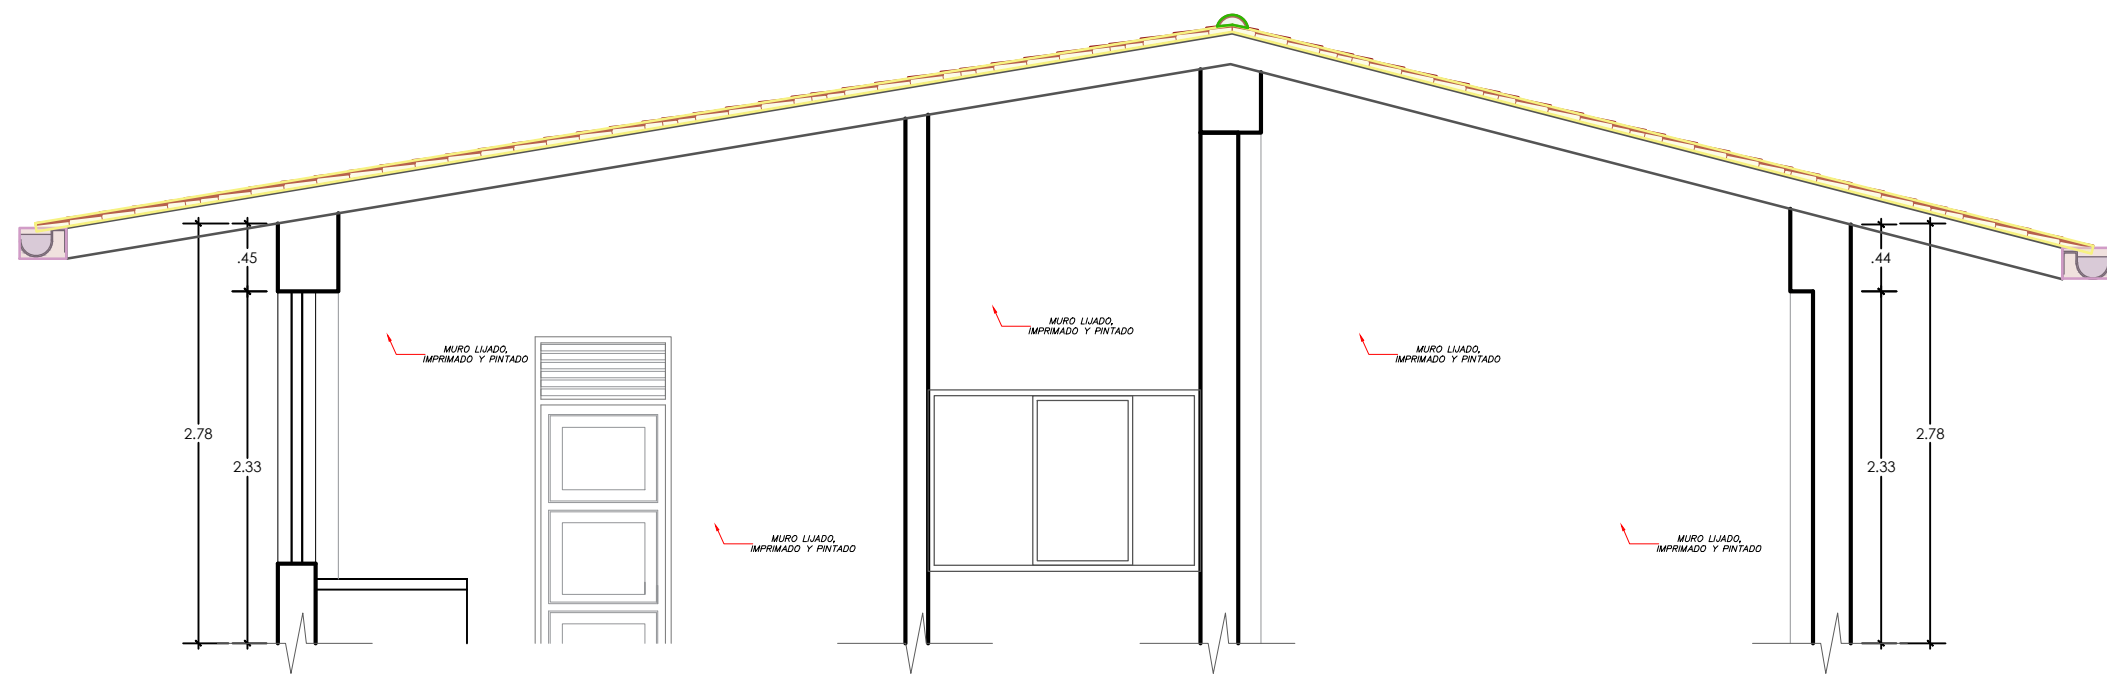 .45
.44
MURO LIJADO,
IMPRIMADO Y PINTADO
MURO LIJADO,
IMPRIMADO Y PINTADO
MURO LIJADO,
IMPRIMADO Y PINTADO
2.78
2.78
2.33
2.33
MURO LIJADO,
IMPRIMADO Y PINTADO
MURO LIJADO,
IMPRIMADO Y PINTADO